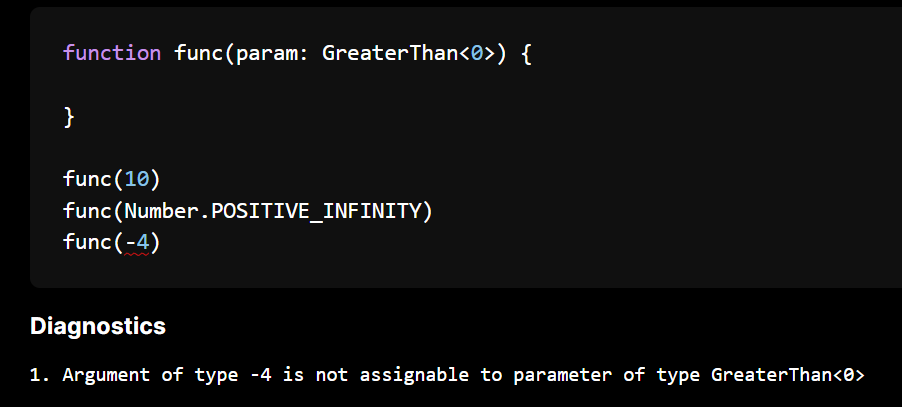 function func(param: GreaterThan<0>) {
}
func(10)
func(Number.POSITIVE_INFINITY)
func(-4)
Diagnostics
1. Argument of type -4 is not assignable to parameter of type GreaterThan<0>